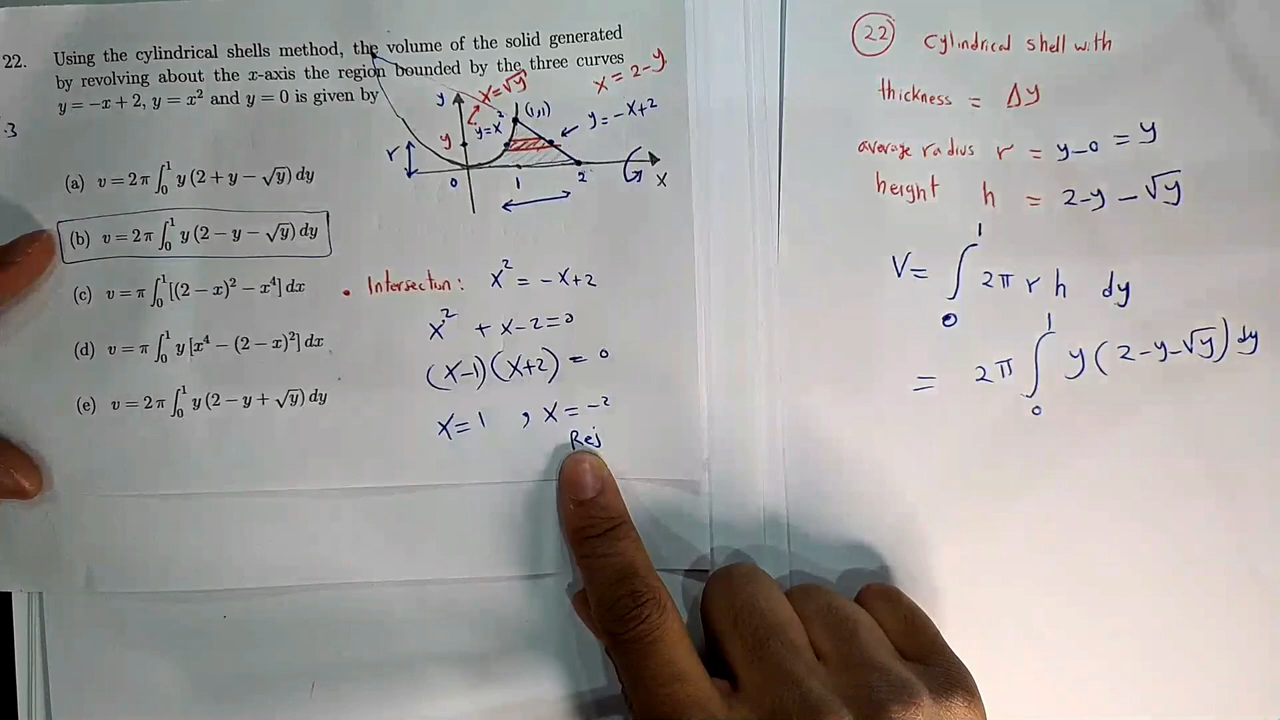 22. Using the cylindrical shells method, the volume of the solid generated
by revolving about the x-axis the region bounded by the three curves
y = −x + 2, y = x² and y = 0 is given by
.3
x = √y
x = 2 - y
y
y
y = x²
(1,1)
y = -x+2
r
0
1
2
x
(a) v = 2π ∫₀¹ y (2 + y − √y) dy
(b) v = 2π ∫₀¹ y (2 − y − √y) dy
(c) v = π ∫₀¹ [(2 − x)² − x⁴] dx
(d) v = π ∫₀¹ y [x⁴ − (2 − x)²] dx
(e) v = 2π ∫₀¹ y (2 − y + √y) dy
• Intersection: x² = -x+2
x² + x-2=0
(x-1)(x+2) = 0
x=1 , x=-2
Rej
22 Cylindrical shell with
thickness = Δy
average radius r = y-0 = y
height h = 2-y-√y
V= ∫₀¹ 2π r h dy
= 2π ∫₀¹ y(2-y-√y) dy